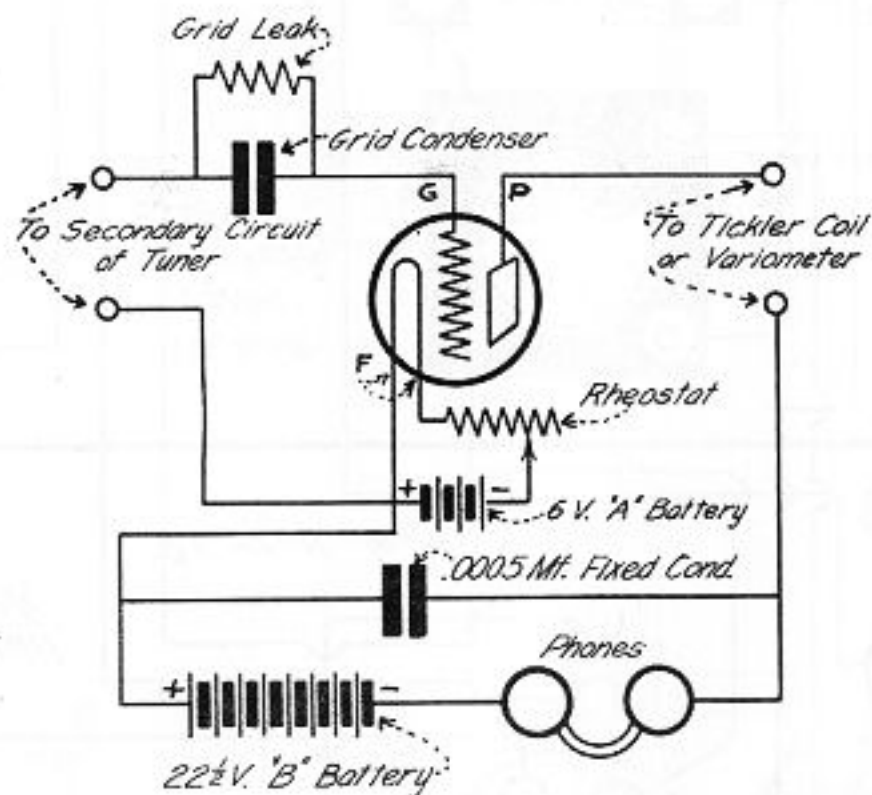 Grid Leak
Grid Condenser
G P
To Secondary Circuit
of Tuner
To Tickler Coil
or Variometer
F
Rheostat
+ -
6 V. "A" Battery
.0005 Mf. Fixed Cond.
Phones
+ -
22½ V. "B" Battery